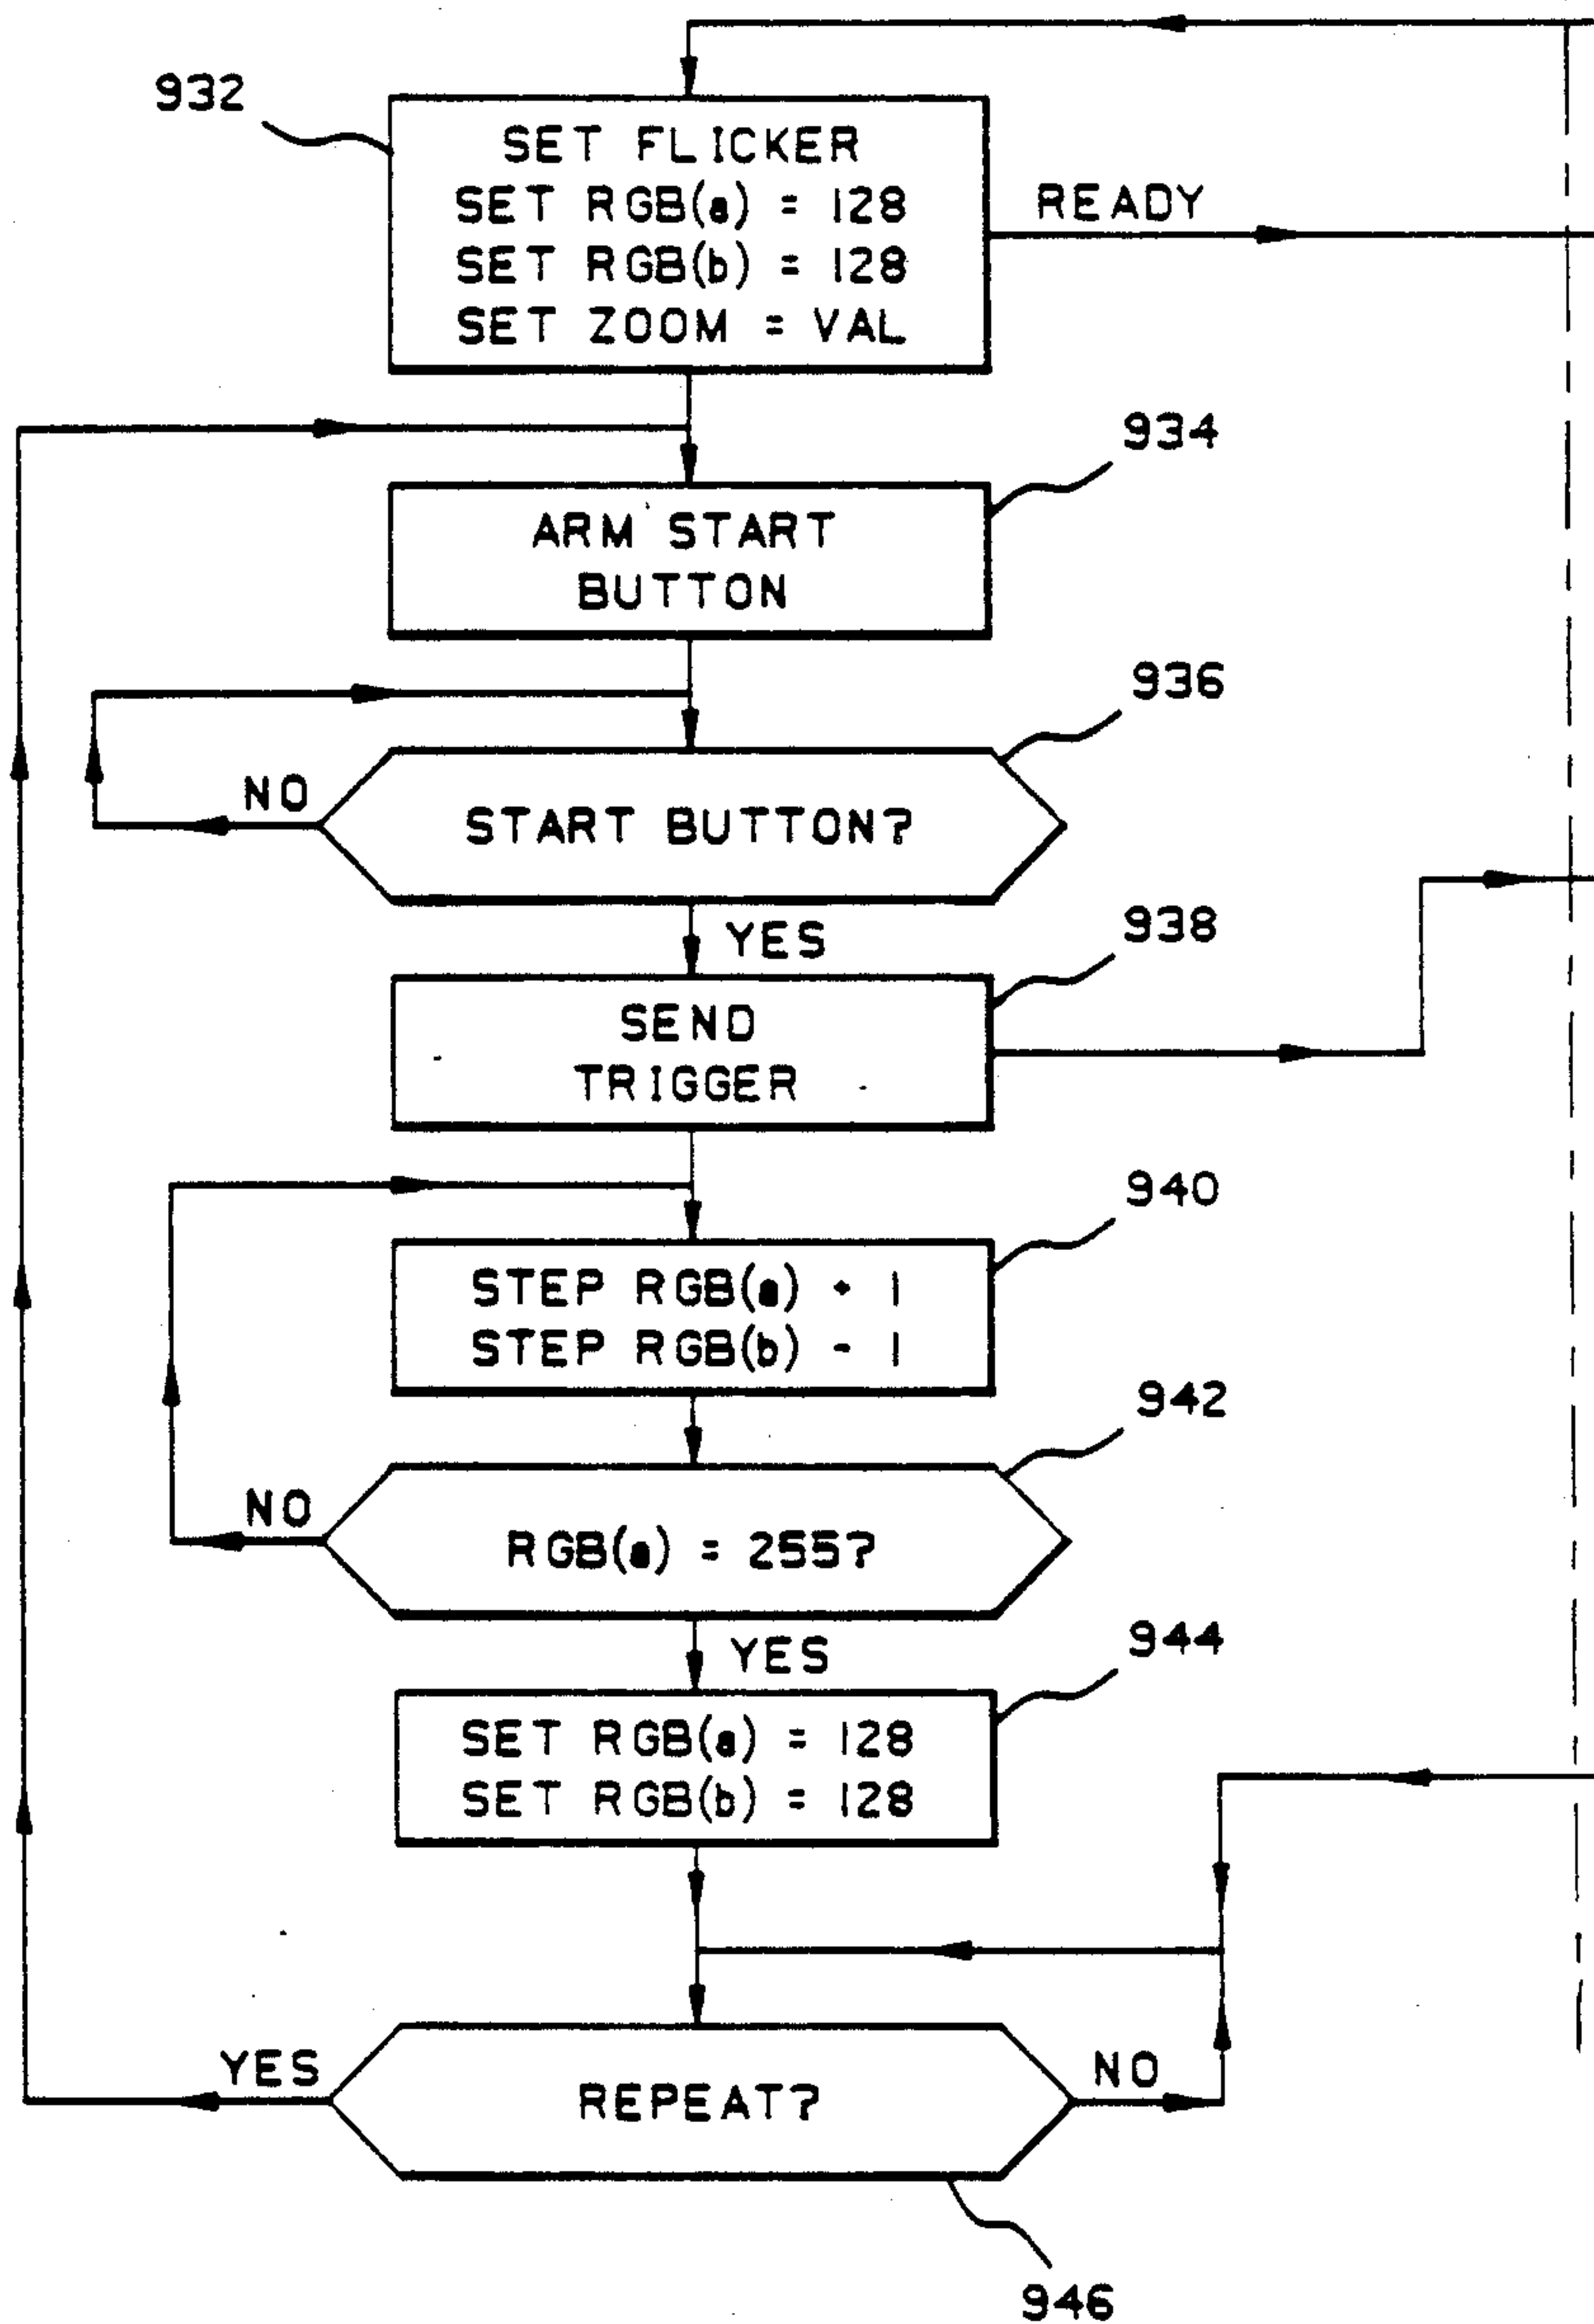 932
SET FLICKER
SET RGB(a) = 128
SET RGB(b) = 128
SET ZOOM = VAL
READY
934
ARM START
BUTTON
936
NO
START BUTTON?
YES
938
SEND
TRIGGER
940
STEP RGB(a) + 1
STEP RGB(b) - 1
942
NO
RGB(a) = 255?
YES
944
SET RGB(a) = 128
SET RGB(b) = 128
YES
REPEAT?
NO
946